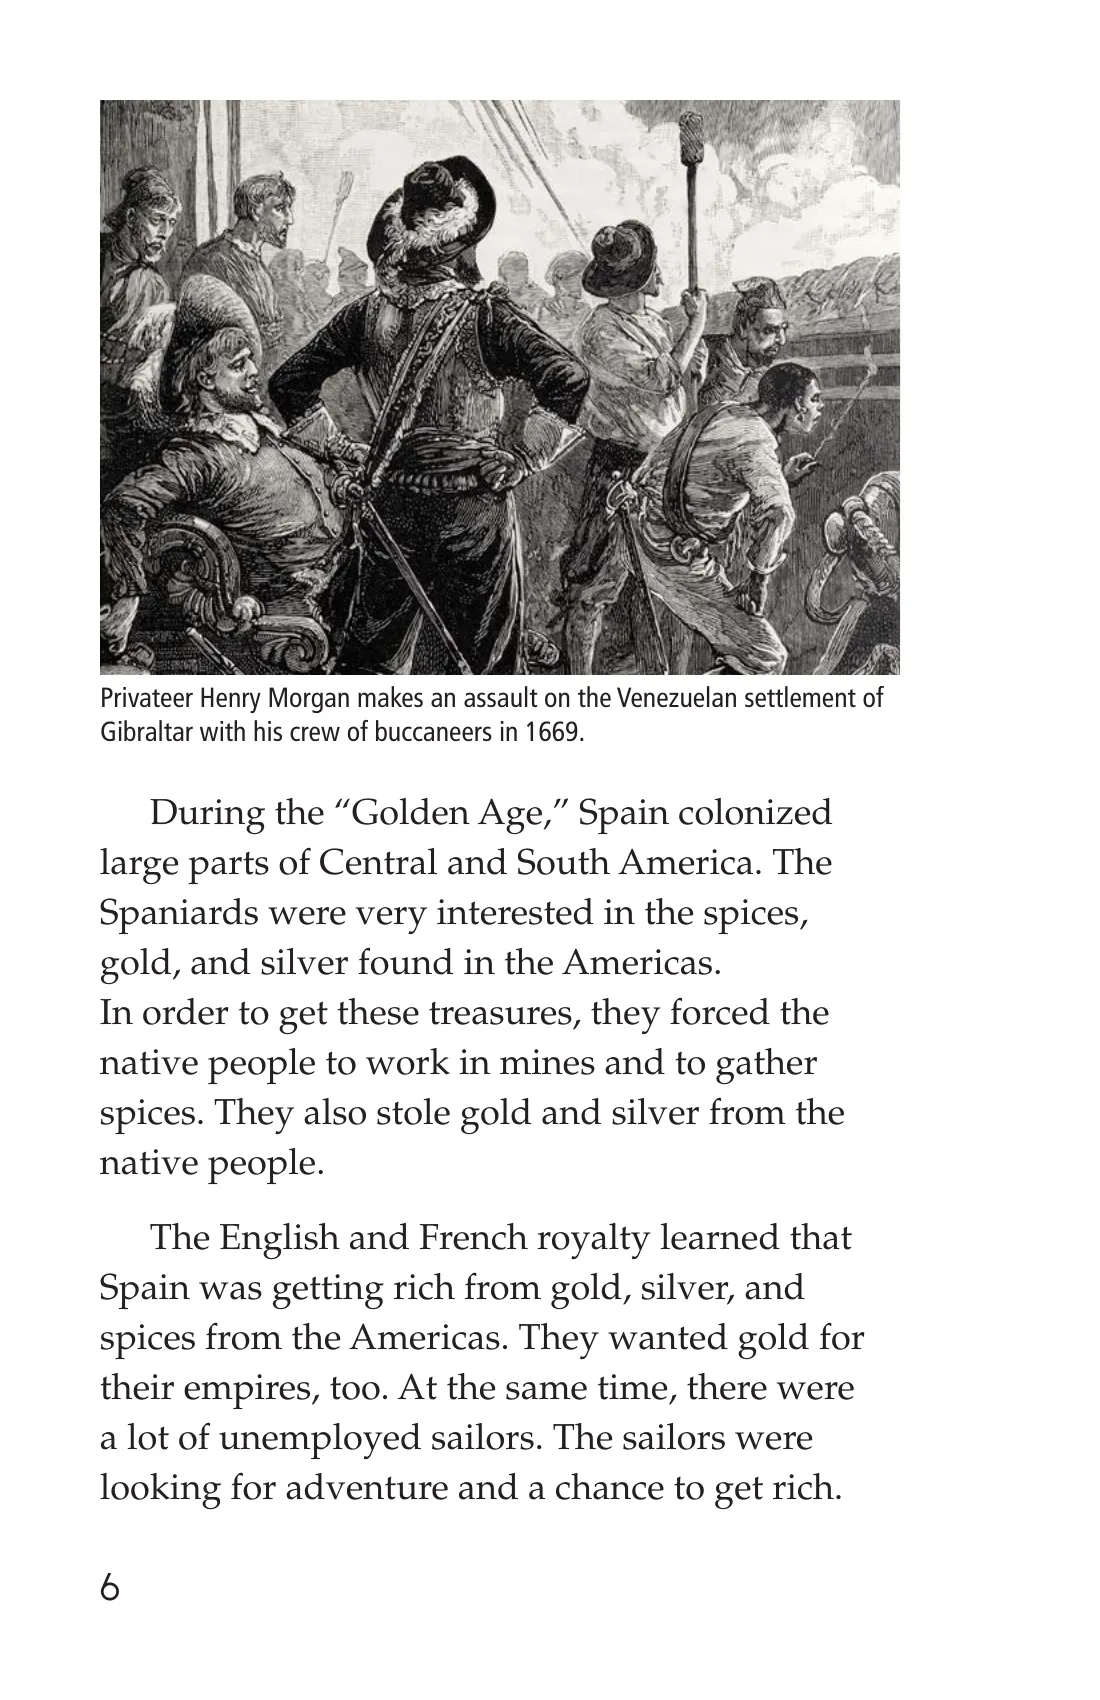 Privateer Henry Morgan makes an assault on the Venezuelan settlement of
Gibraltar with his crew of buccaneers in 1669.
During the “Golden Age,” Spain colonized
large parts of Central and South America. The
Spaniards were very interested in the spices,
gold, and silver found in the Americas.
In order to get these treasures, they forced the
native people to work in mines and to gather
spices. They also stole gold and silver from the
native people.
The English and French royalty learned that
Spain was getting rich from gold, silver, and
spices from the Americas. They wanted gold for
their empires, too. At the same time, there were
a lot of unemployed sailors. The sailors were
looking for adventure and a chance to get rich.
6